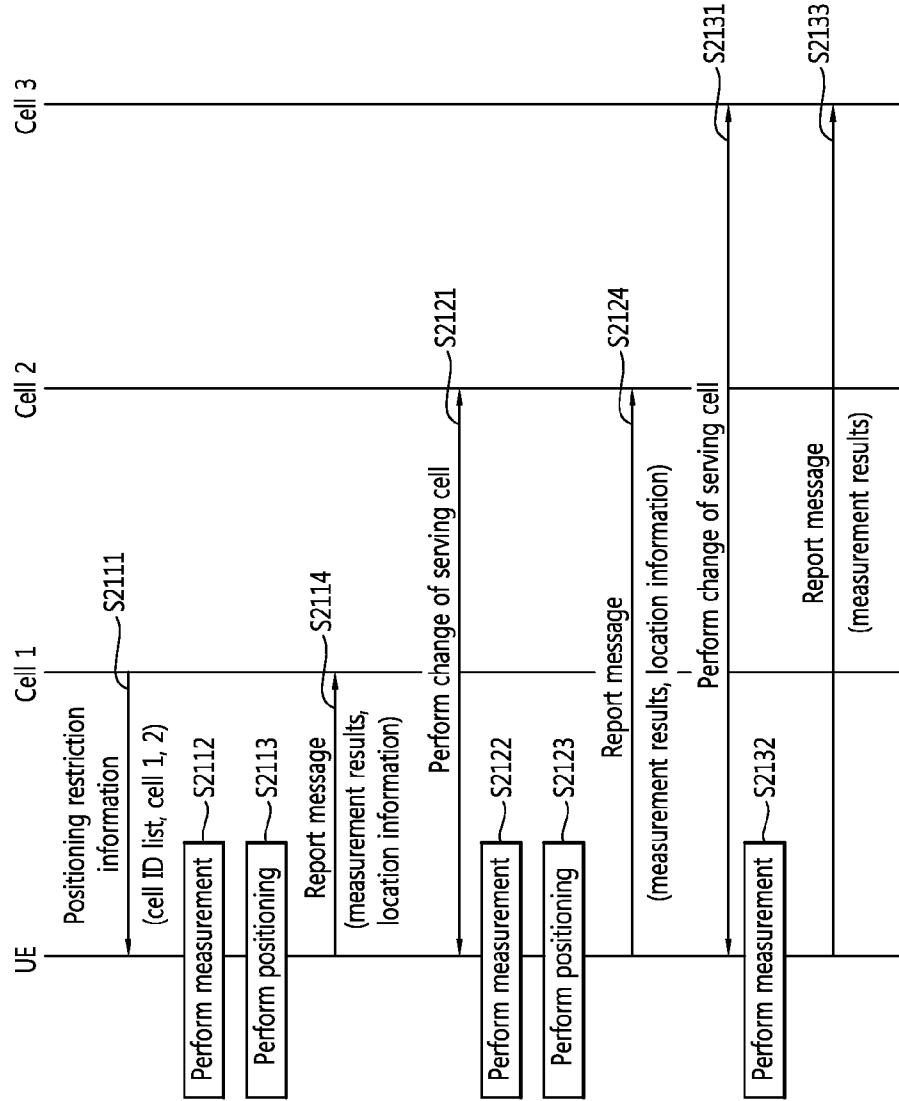 UE
Cell 1
Cell 2
Cell 3
Positioning restriction
information
(cell ID list, cell 1, 2)
S2111
Perform measurement
S2112
Perform positioning
S2113
Report message
(measurement results,
location information)
S2114
Perform change of serving cell
S2121
Perform measurement
S2122
Perform positioning
S2123
Report message
(measurement results, location information)
S2124
Perform change of serving cell
S2131
Perform measurement
S2132
Report message
(measurement results)
S2133